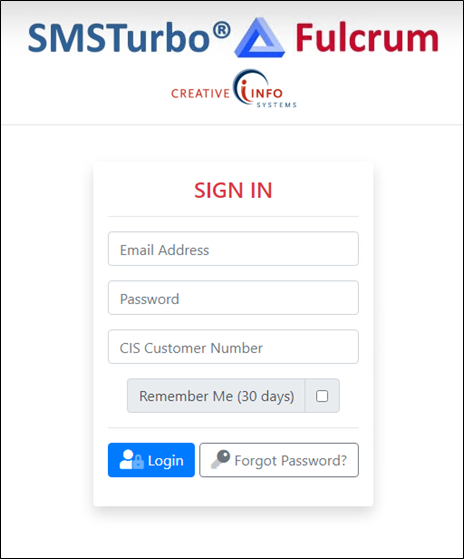 SMSTurbo® Fulcrum
CREATIVE INFO
SYSTEMS
SIGN IN
Email Address
Password
CIS Customer Number
Remember Me (30 days)
Login Forgot Password?